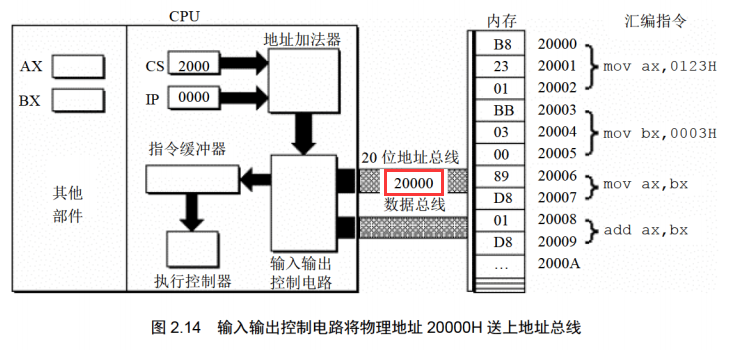 CPU
内存
汇编指令
地址加法器
AX
BX
CS
2000
IP
0000
指令缓冲器
20 位地址总线
20000
数据总线
其他
部件
执行控制器
输入输出
控制电路
B8
20000
23
20001
mov ax,0123H
01
20002
BB
20003
03
20004
mov bx,0003H
00
20005
89
20006
mov ax,bx
D8
20007
01
20008
add ax,bx
D8
20009
…
2000A
图 2.14 输入输出控制电路将物理地址 20000H 送上地址总线